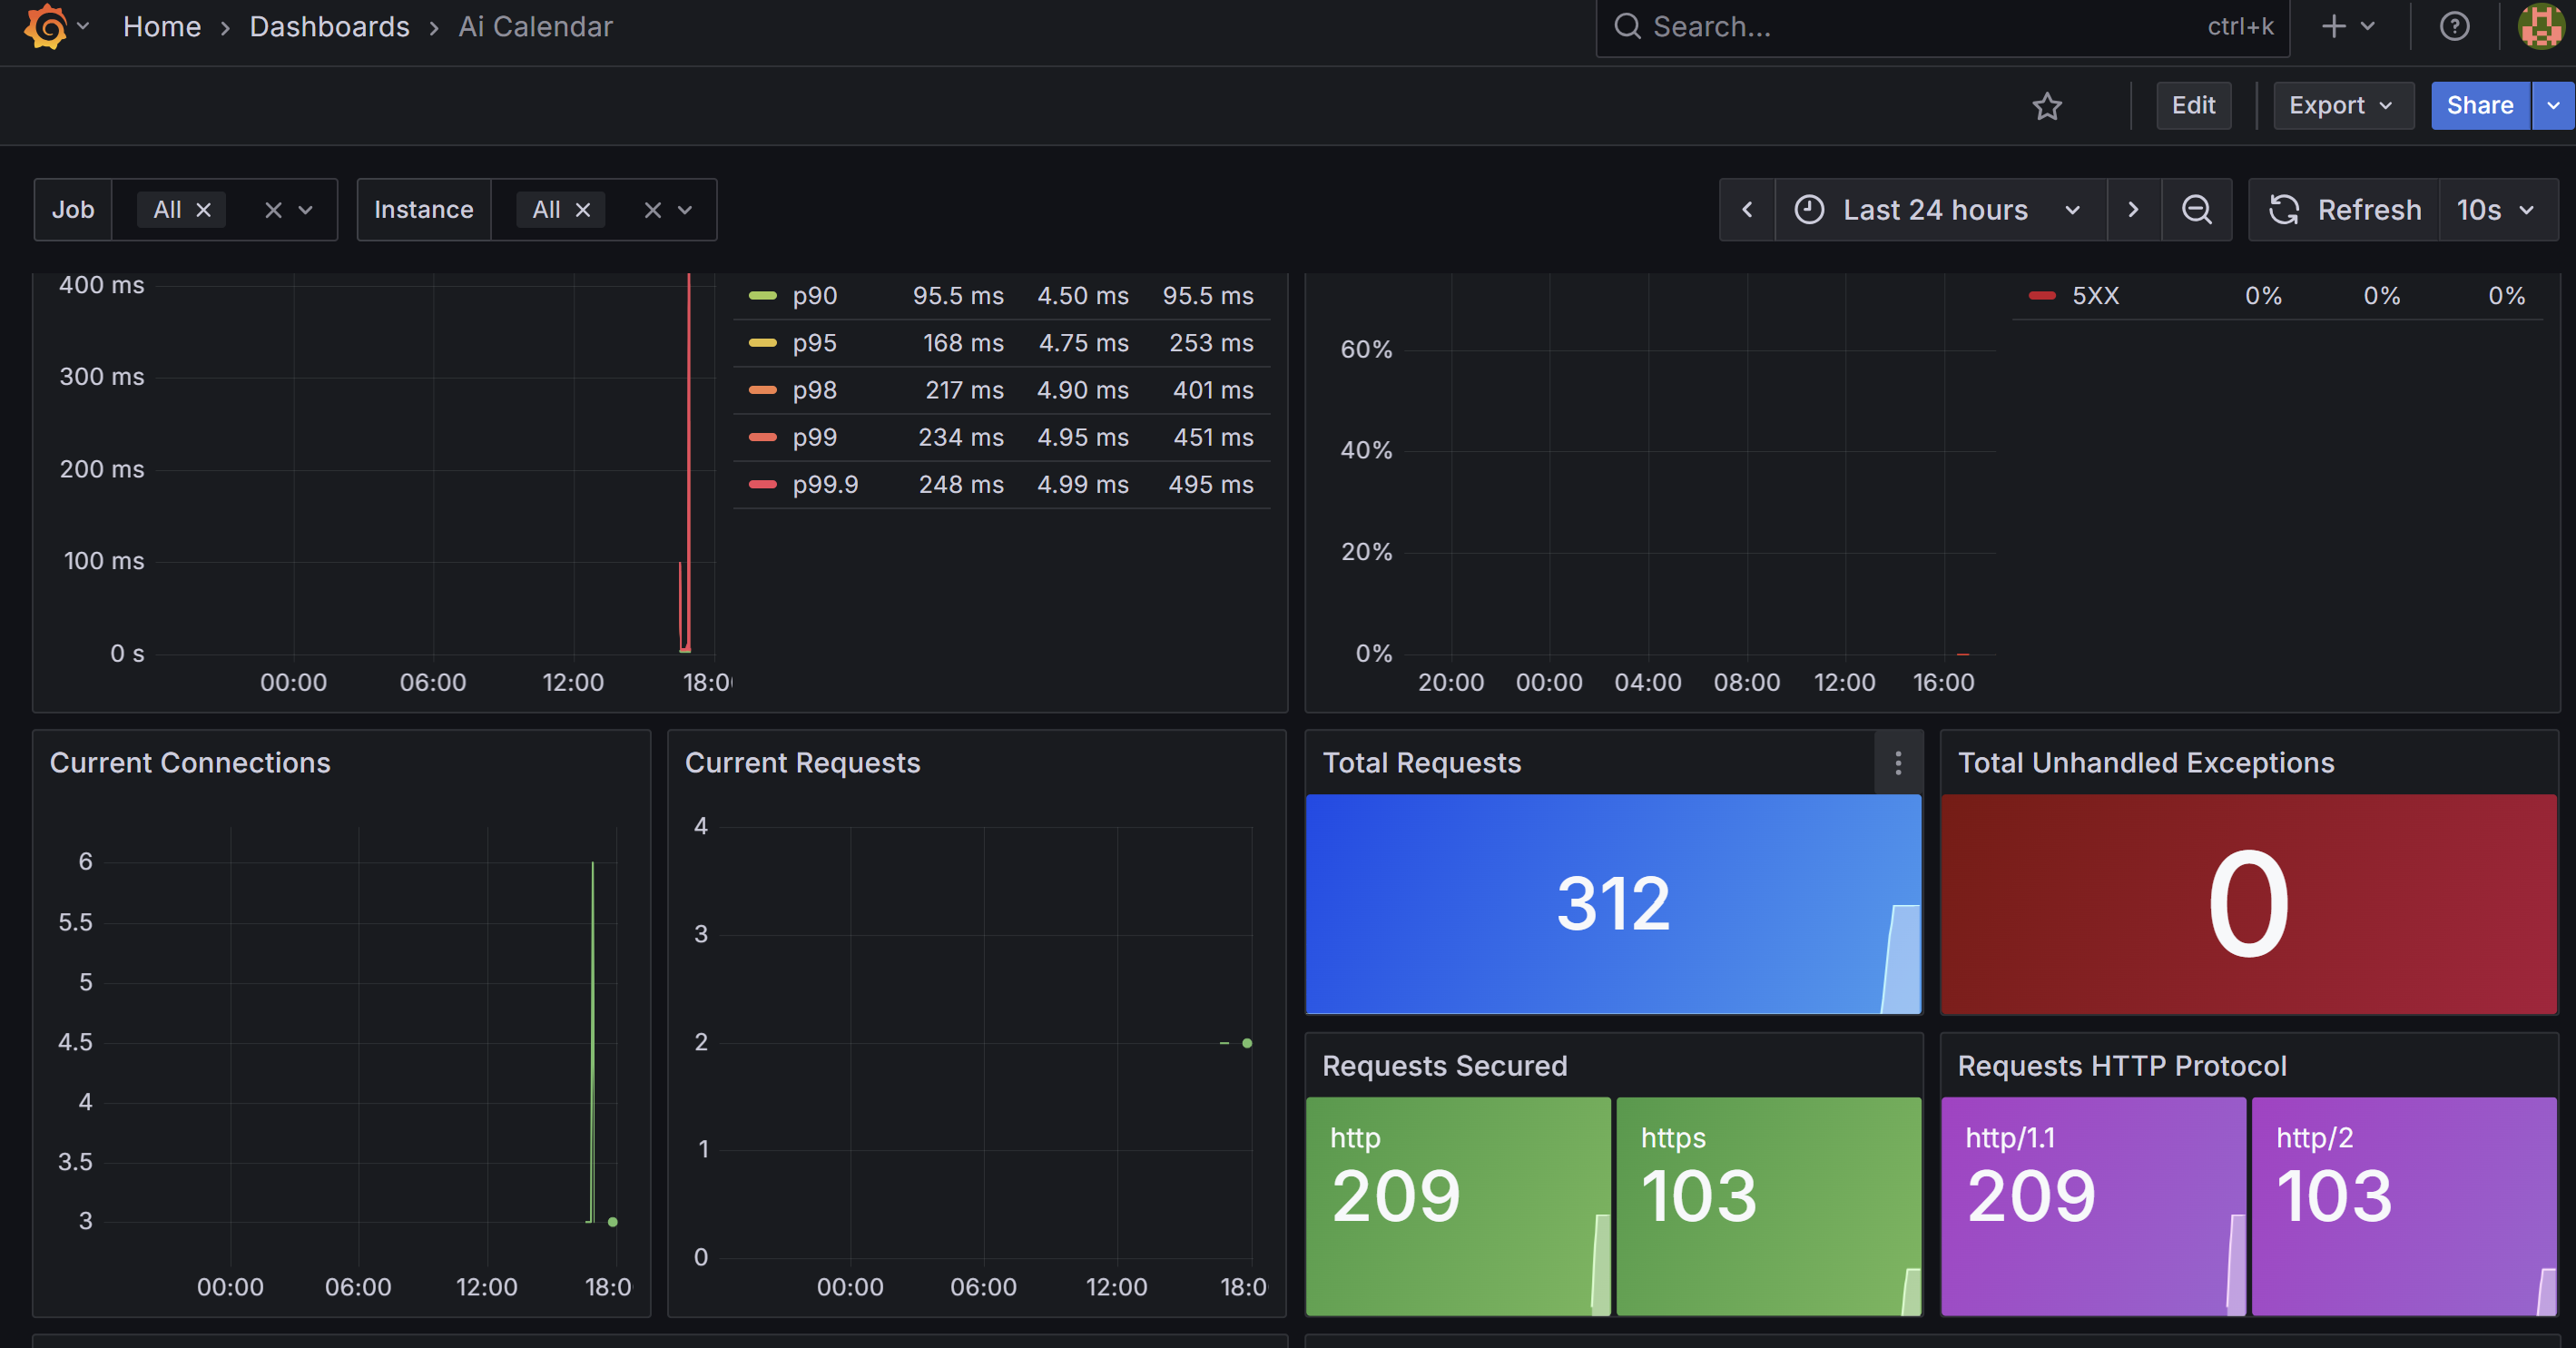 Home > Dashboards > Ai Calendar
Search...
ctrl+k
Edit
Export
Share
Job
All
Instance
All
Last 24 hours
Refresh
10s
400 ms
300 ms
200 ms
100 ms
0 s
00:00 06:00 12:00 18:0
p90 95.5 ms 4.50 ms 95.5 ms
p95 168 ms 4.75 ms 253 ms
p98 217 ms 4.90 ms 401 ms
p99 234 ms 4.95 ms 451 ms
p99.9 248 ms 4.99 ms 495 ms
60%
40%
20%
0%
20:00 00:00 04:00 08:00 12:00 16:00
5XX 0% 0% 0%
Current Connections
6
5.5
5
4.5
4
3.5
3
00:00 06:00 12:00 18:0
Current Requests
4
3
2
1
0
00:00 06:00 12:00 18:0
Total Requests
312
Total Unhandled Exceptions
0
Requests Secured
http
209
https
103
Requests HTTP Protocol
http/1.1
209
http/2
103